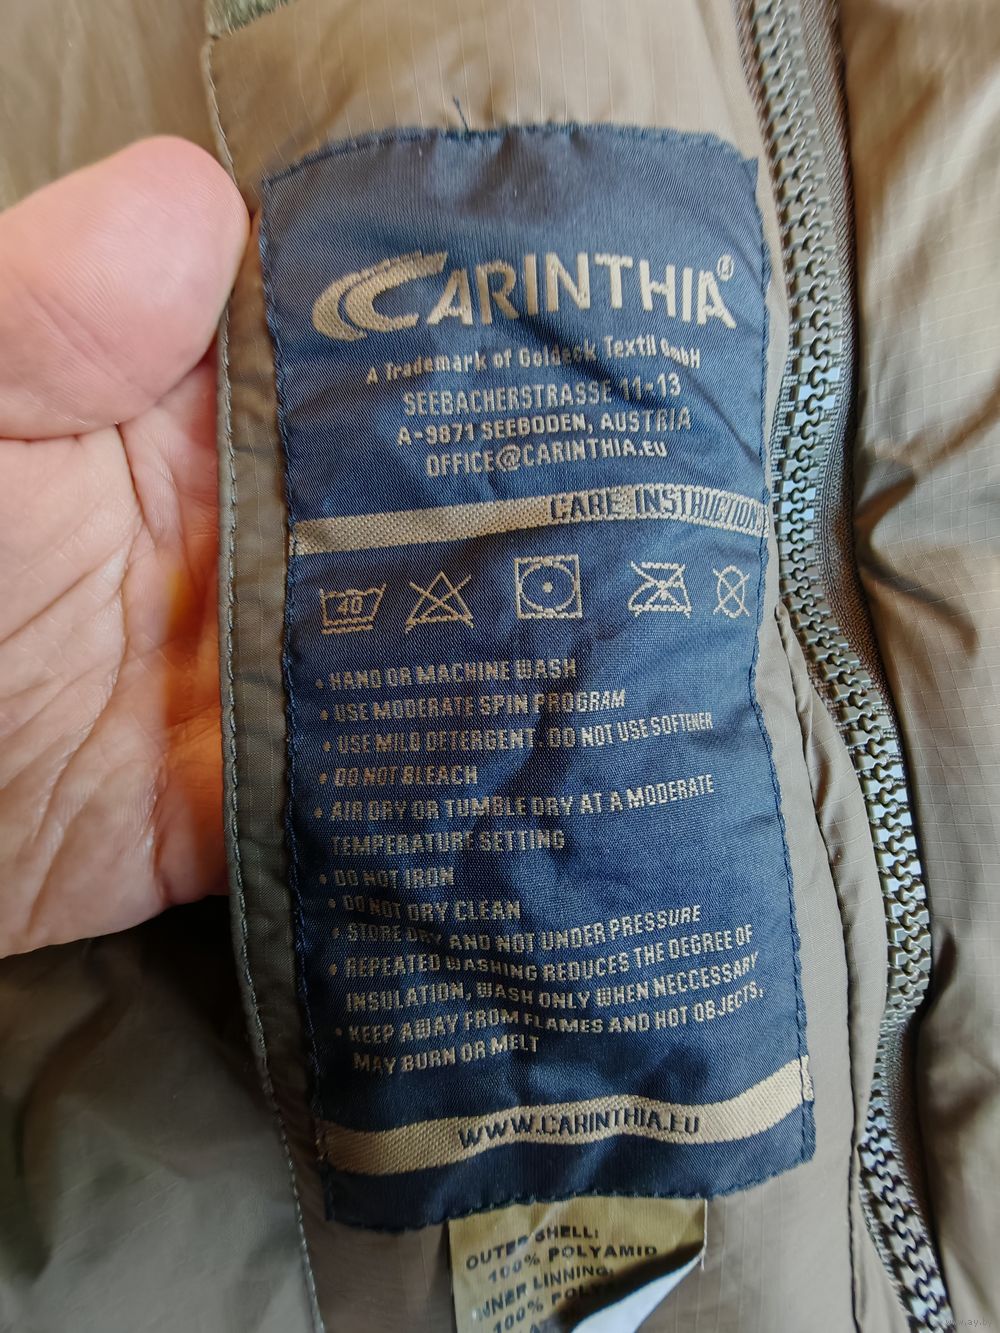 CARINTHIA®
A Trademark of Goldeck Textil GmbH
SEEBACHERSTRASSE 11-13
A-9871 SEEBODEN, AUSTRIA
OFFICE@CARINTHIA.EU
CARE INSTRUCTION
40
• HAND OR MACHINE WASH
• USE MODERATE SPIN PROGRAM
• USE MILD DETERGENT. DO NOT USE SOFTENER
• DO NOT BLEACH
• AIR DRY OR TUMBLE DRY AT A MODERATE
TEMPERATURE SETTING
• DO NOT IRON
• DO NOT DRY CLEAN
• STORE DRY AND NOT UNDER PRESSURE
• REPEATED WASHING REDUCES THE DEGREE OF
INSULATION, WASH ONLY WHEN NECCESSARY
• KEEP AWAY FROM FLAMES AND HOT OBJECTS,
MAY BURN OR MELT
WWW.CARINTHIA.EU
OUTER SHELL:
100% POLYAMID
INNER LINNING:
100%